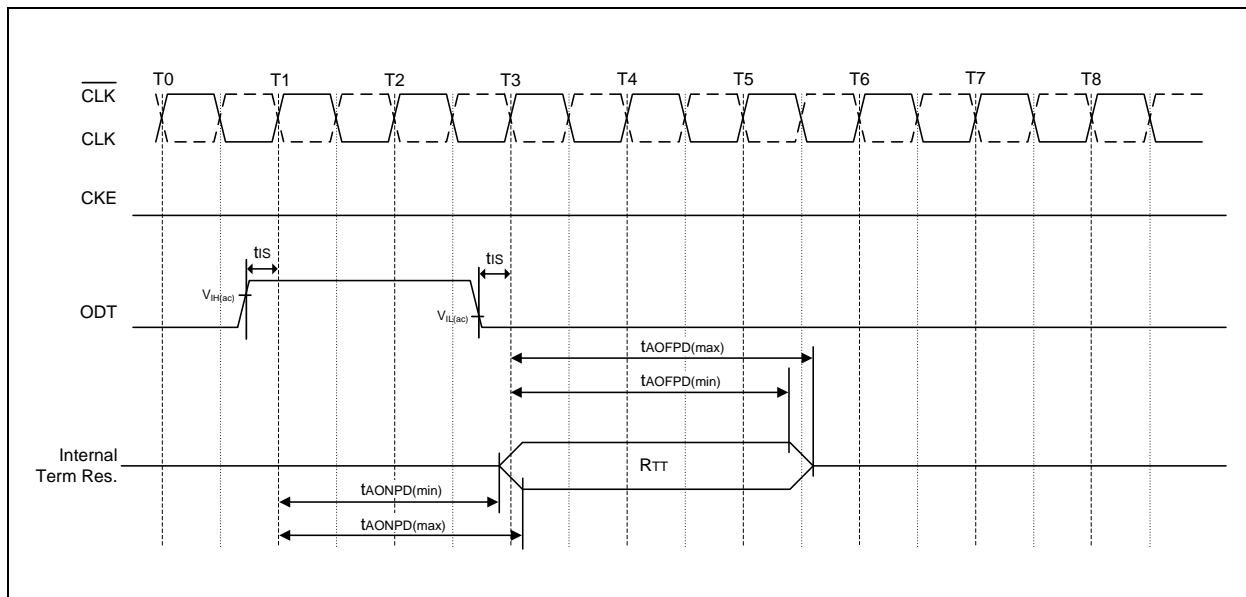 T0 T1 T2 T3 T4 T5 T6 T7 T8
CLK
CLK
CKE
tIS
tIS
VIH(ac)
ODT
VIL(ac)
tAOFPD(max)
tAOFPD(min)
Internal
Term Res.
RTT
tAONPD(min)
tAONPD(max)